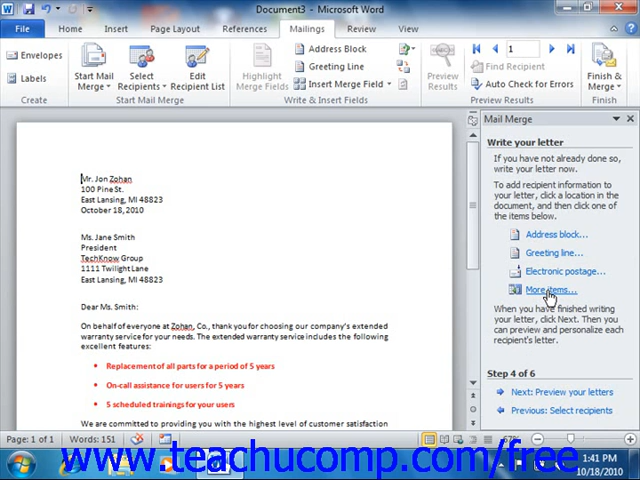 Document3 - Microsoft Word
File Home Insert Page Layout References Mailings Review View
Envelopes
Labels
Create
Start Mail Merge
Select Recipients
Edit Recipient List
Start Mail Merge
Highlight Merge Fields
Address Block
Greeting Line
Insert Merge Field
Write & Insert Fields
Preview Results
1
Find Recipient
Auto Check for Errors
Preview Results
Finish & Merge
Finish
Mr. Jon Zohan
100 Pine St.
East Lansing, MI 48823
October 18, 2010
Ms. Jane Smith
President
TechKnow Group
1111 Twilight Lane
East Lansing, MI 48823
Dear Ms. Smith:
On behalf of everyone at Zohan, Co., thank you for choosing our company's extended
warranty service for your needs. The extended warranty service includes the following
excellent features:
• Replacement of all parts for a period of 5 years
• On-call assistance for users for 5 years
• 5 scheduled trainings for your users
We are committed to providing you with the highest level of customer satisfaction
Mail Merge
Write your letter
If you have not already done so,
write your letter now.
To add recipient information to
your letter, click a location in the
document, and then click one of
the items below.
Address block...
Greeting line...
Electronic postage...
More items...
When you have finished writing
your letter, click Next. Then you
can preview and personalize each
recipient's letter.
Step 4 of 6
Next: Preview your letters
Previous: Select recipients
Page: 1 of 1 Words: 151 67%
www.teachucomp.com/free
1:41 PM
10/18/2010